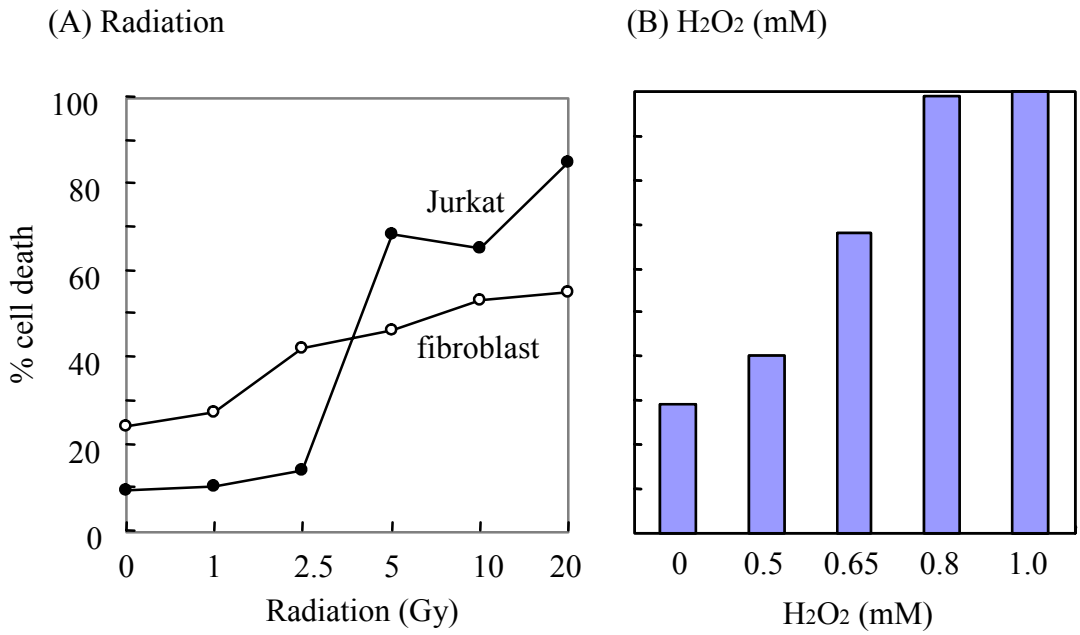 (A) Radiation
(B) H2O2 (mM)
% cell death
100
80
60
40
20
0
Jurkat
fibroblast
0 1 2.5 5 10 20
Radiation (Gy)
0 0.5 0.65 0.8 1.0
H2O2 (mM)